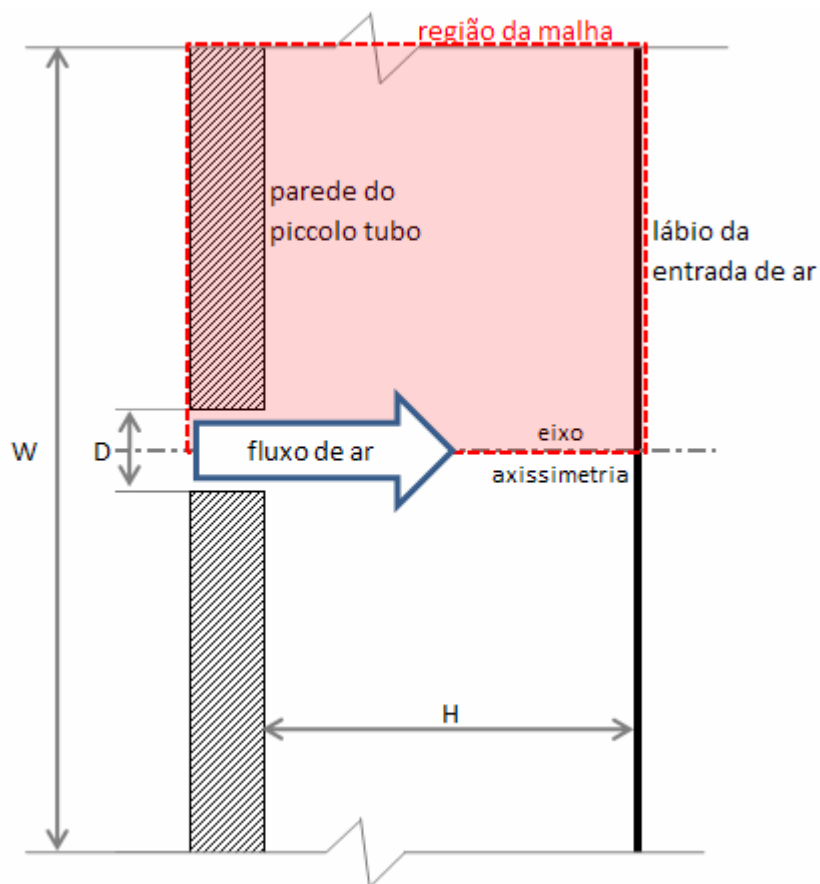 região da malha
parede do
piccolo tubo
lábio da
entrada de ar
W
D
fluxo de ar
eixo
axissimetria
H